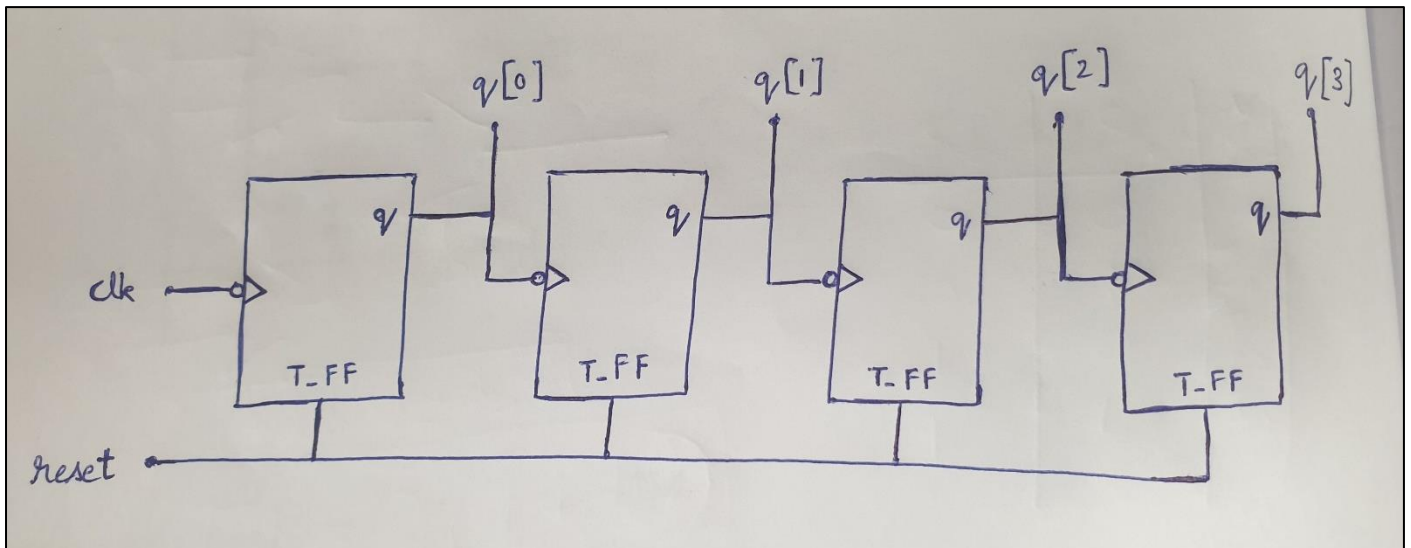 q[0] q[1] q[2] q[3]
q q q q
clk
T_FF T_FF T_FF T_FF
reset